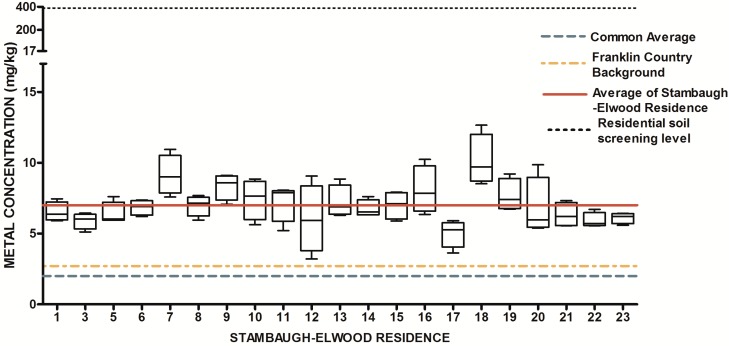 400
200
17
15
10
5
0
METAL CONCENTRATION (mg/kg)
Common Average
Franklin Country
Background
Average of Stambaugh
-Elwood Residence
Residential soil
screening level
1 3 5 6 7 8 9 10 11 12 13 14 15 16 17 18 19 20 21 22 23
STAMBAUGH-ELWOOD RESIDENCE